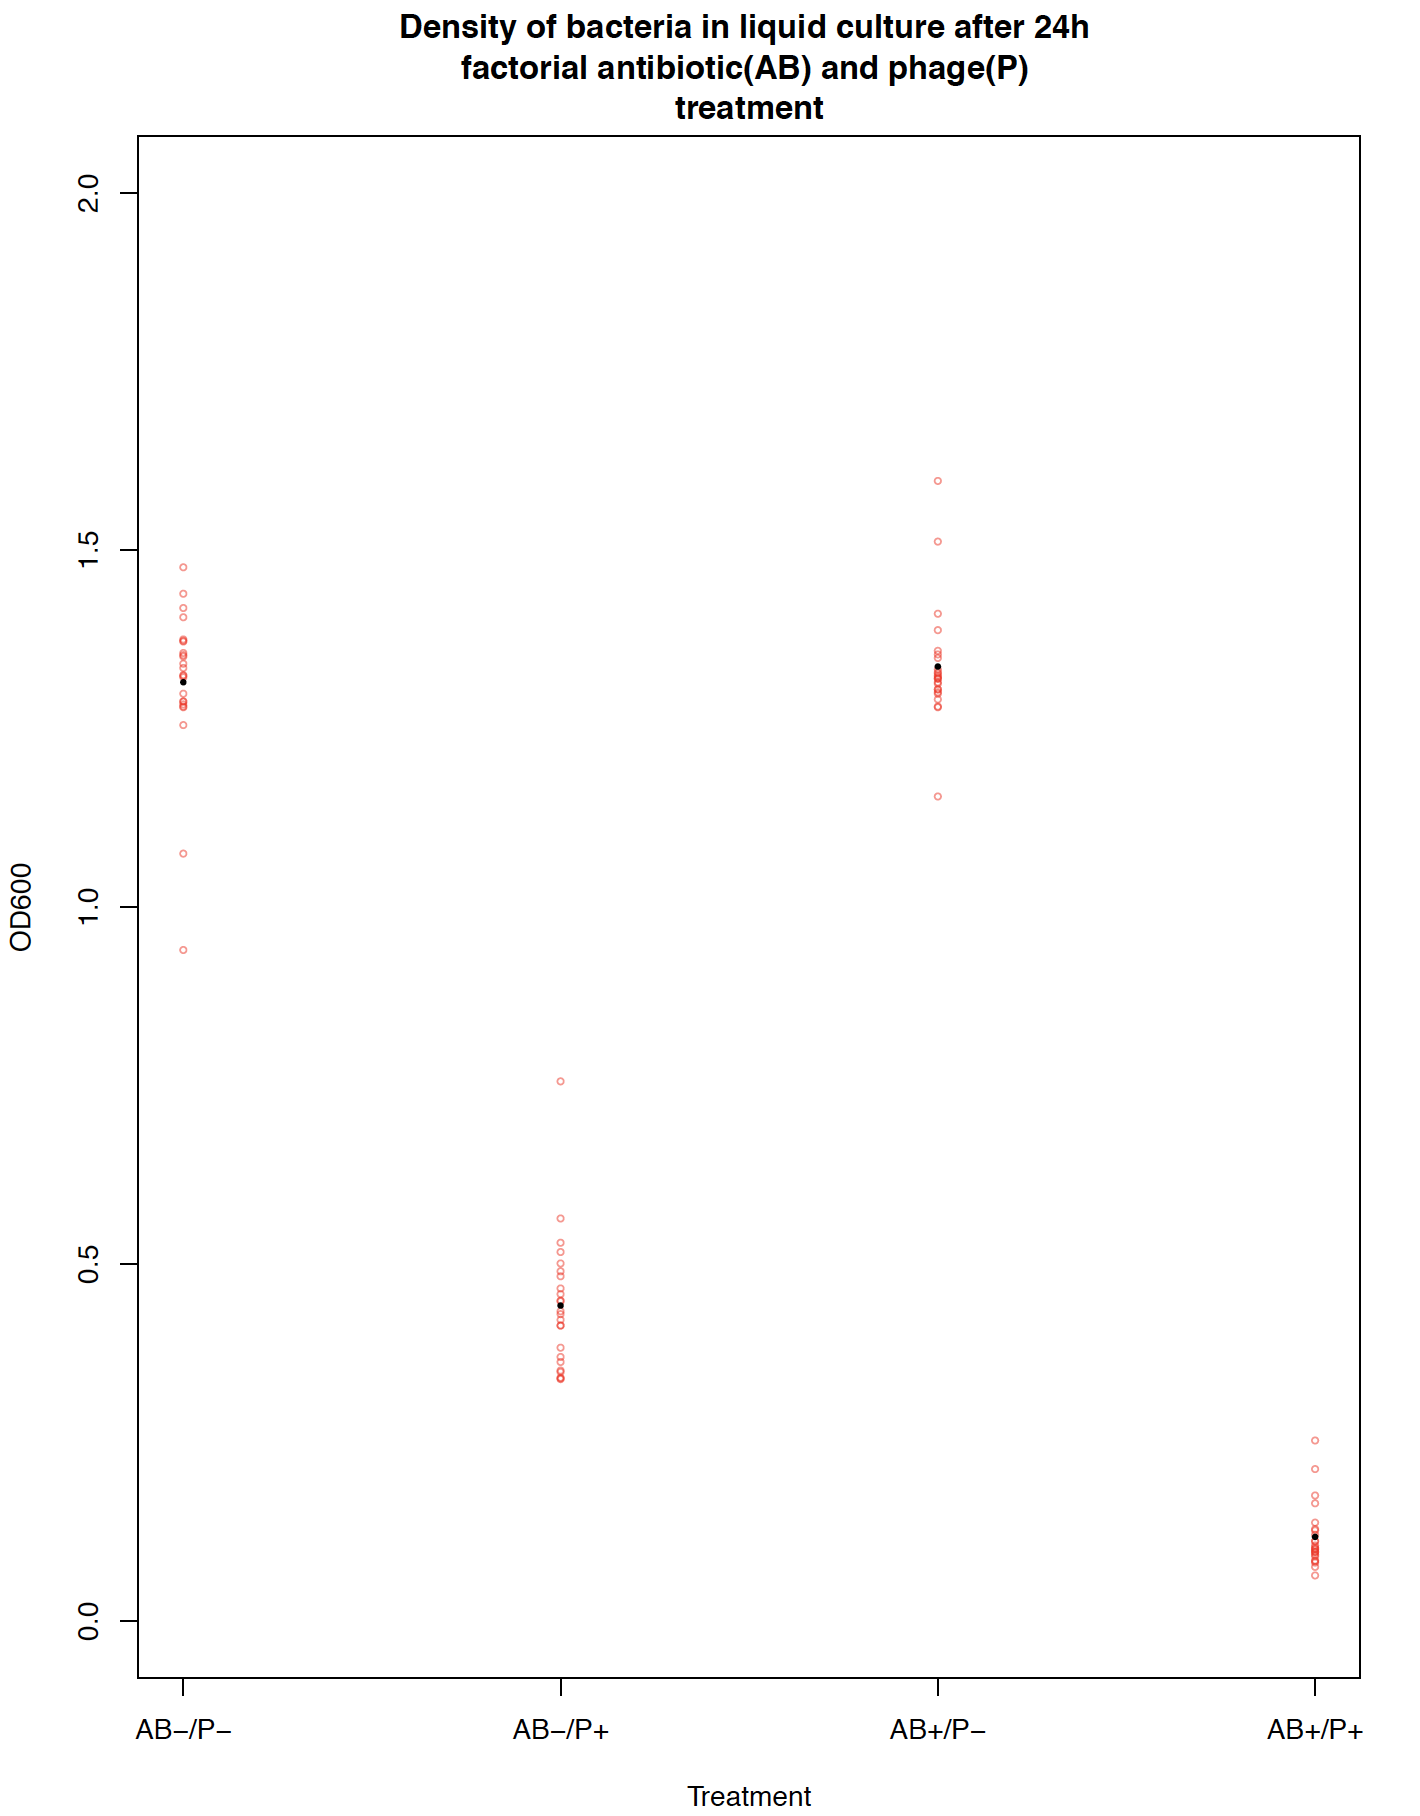 Density of bacteria in liquid culture after 24h
factorial antibiotic(AB) and phage(P)
treatment
2.0
1.5
1.0
0.5
0.0
OD600
AB−/P−
AB−/P+
AB+/P−
AB+/P+
Treatment